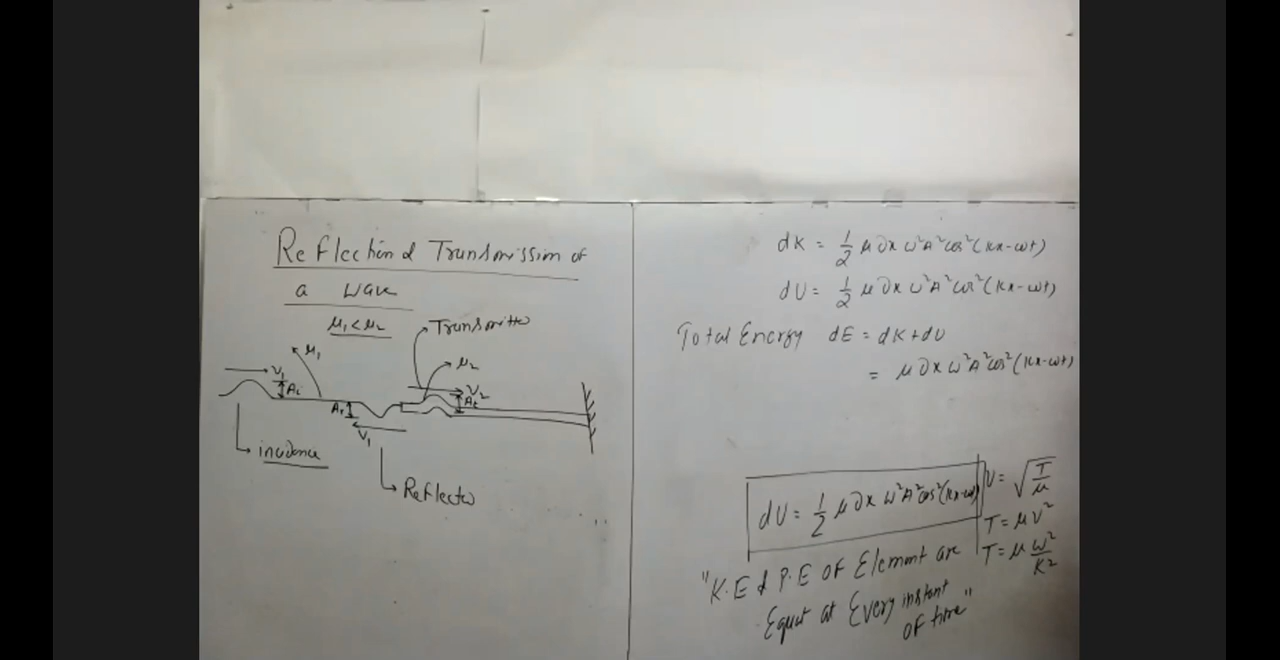 Reflection & Transmission of
a wave
μ₁ < μ₂
Transmitted
μ₁
μ₂
V₁
Ai
V₂
At
Ar
V₁
incidence
Reflected
dK = 1/2 μ ∂x ω²A²cos²(kx-ωt)
dU = 1/2 μ ∂x ω²A²cos²(kx-ωt)
Total Energy dE = dK+dU
= μ ∂x ω²A²cos²(kx-ωt)
dU = 1/2 μ ∂x ω²A²cos²(kx-ωt)
V = √T/μ
T = μv²
T = μ ω²/K²
"K.E & P.E OF Element are
Equal at Every instant
OF time"